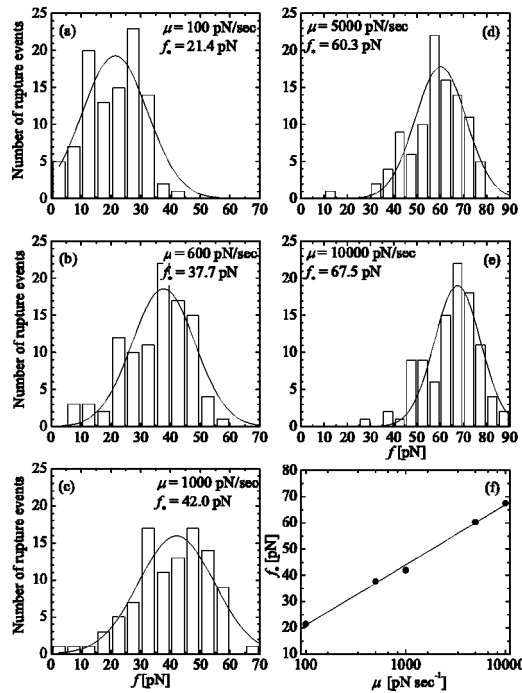 (a)
μ = 100 pN/sec
f* = 21.4 pN
Number of rupture events
25
20
15
10
5
0
0 10 20 30 40 50 60 70
(d)
μ = 5000 pN/sec
f* = 60.3 pN
25
20
15
10
5
0
0 10 20 30 40 50 60 70 80 90
(b)
μ = 600 pN/sec
f* = 37.7 pN
Number of rupture events
25
20
15
10
5
0
0 10 20 30 40 50 60 70
(e)
μ = 10000 pN/sec
f* = 67.5 pN
25
20
15
10
5
0
0 10 20 30 40 50 60 70 80 90
f [pN]
(c)
μ = 1000 pN/sec
f* = 42.0 pN
Number of rupture events
25
20
15
10
5
0
0 10 20 30 40 50 60 70
f [pN]
(f)
f* [pN]
80
70
60
50
40
30
20
10
100 1000 10000
μ [pN sec⁻¹]